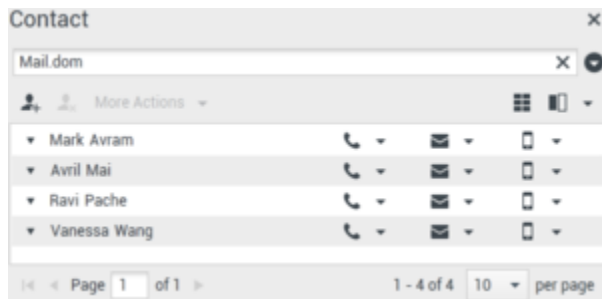 Contact
Mail.dom
More Actions
Mark Avram
Avril Mai
Ravi Pache
Vanessa Wang
Page 1 of 1 1 - 4 of 4 10 per page